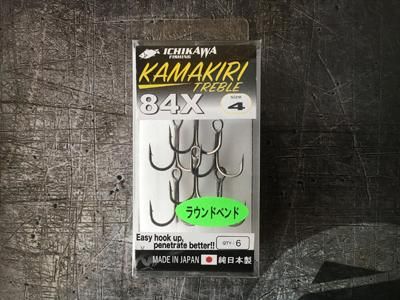 ICHIKAWA
FISHING
KAMAKIRI
TREBLE
84X
SIZE
4
ラウンドベンド
Easy hook up,
penetrate better!!
QTY : 6
MADE IN JAPAN 純日本製